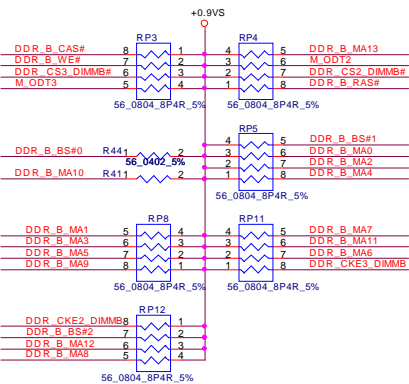 +0.9VS
RP3 RP4
DDR_B_CAS# 8 1 4 5 DDR_B_MA13
DDR_B_WE# 7 2 3 6 M_ODT2
DDR_CS3_DIMMB# 6 3 2 7 DDR_CS2_DIMMB#
M_ODT3 5 4 1 8 DDR_B_RAS#
56_0804_8P4R_5% 56_0804_8P4R_5%
RP5
4 5 DDR_B_BS#1
DDR_B_BS#0 R44 1 2 3 6 DDR_B_MA0
56_0402_5% 2 7 DDR_B_MA2
DDR_B_MA10 R41 1 2 1 8 DDR_B_MA4
56_0804_8P4R_5%
RP8 RP11
DDR_B_MA1 5 4 4 5 DDR_B_MA7
DDR_B_MA3 6 3 3 6 DDR_B_MA11
DDR_B_MA5 7 2 2 7 DDR_B_MA6
DDR_B_MA9 8 1 1 8 DDR_CKE3_DIMMB
56_0804_8P4R_5% 56_0804_8P4R_5%
RP12
DDR_CKE2_DIMMB 8 1
DDR_B_BS#2 7 2
DDR_B_MA12 6 3
DDR_B_MA8 5 4
56_0804_8P4R_5%